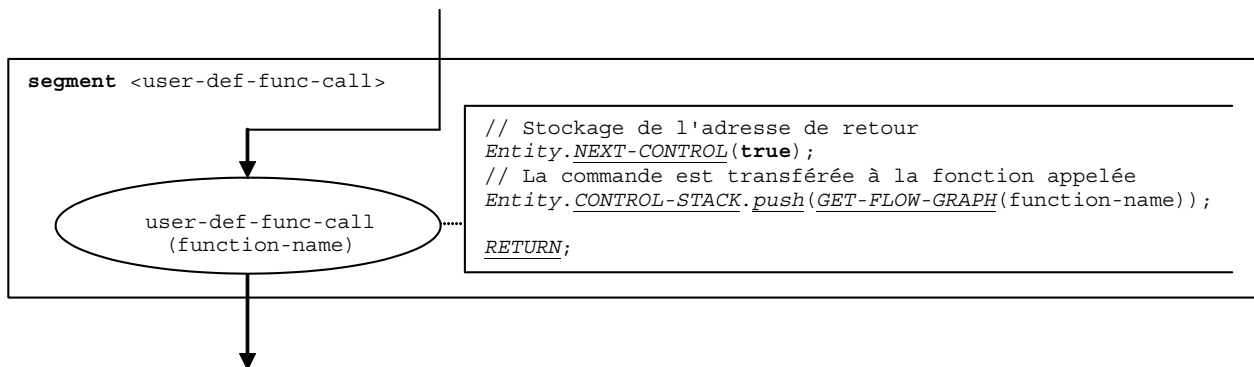 segment <user-def-func-call>
// Stockage de l'adresse de retour
Entity.NEXT-CONTROL(true);
// La commande est transférée à la fonction appelée
Entity.CONTROL-STACK.push(GET-FLOW-GRAPH(function-name));
RETURN;
user-def-func-call
(function-name)